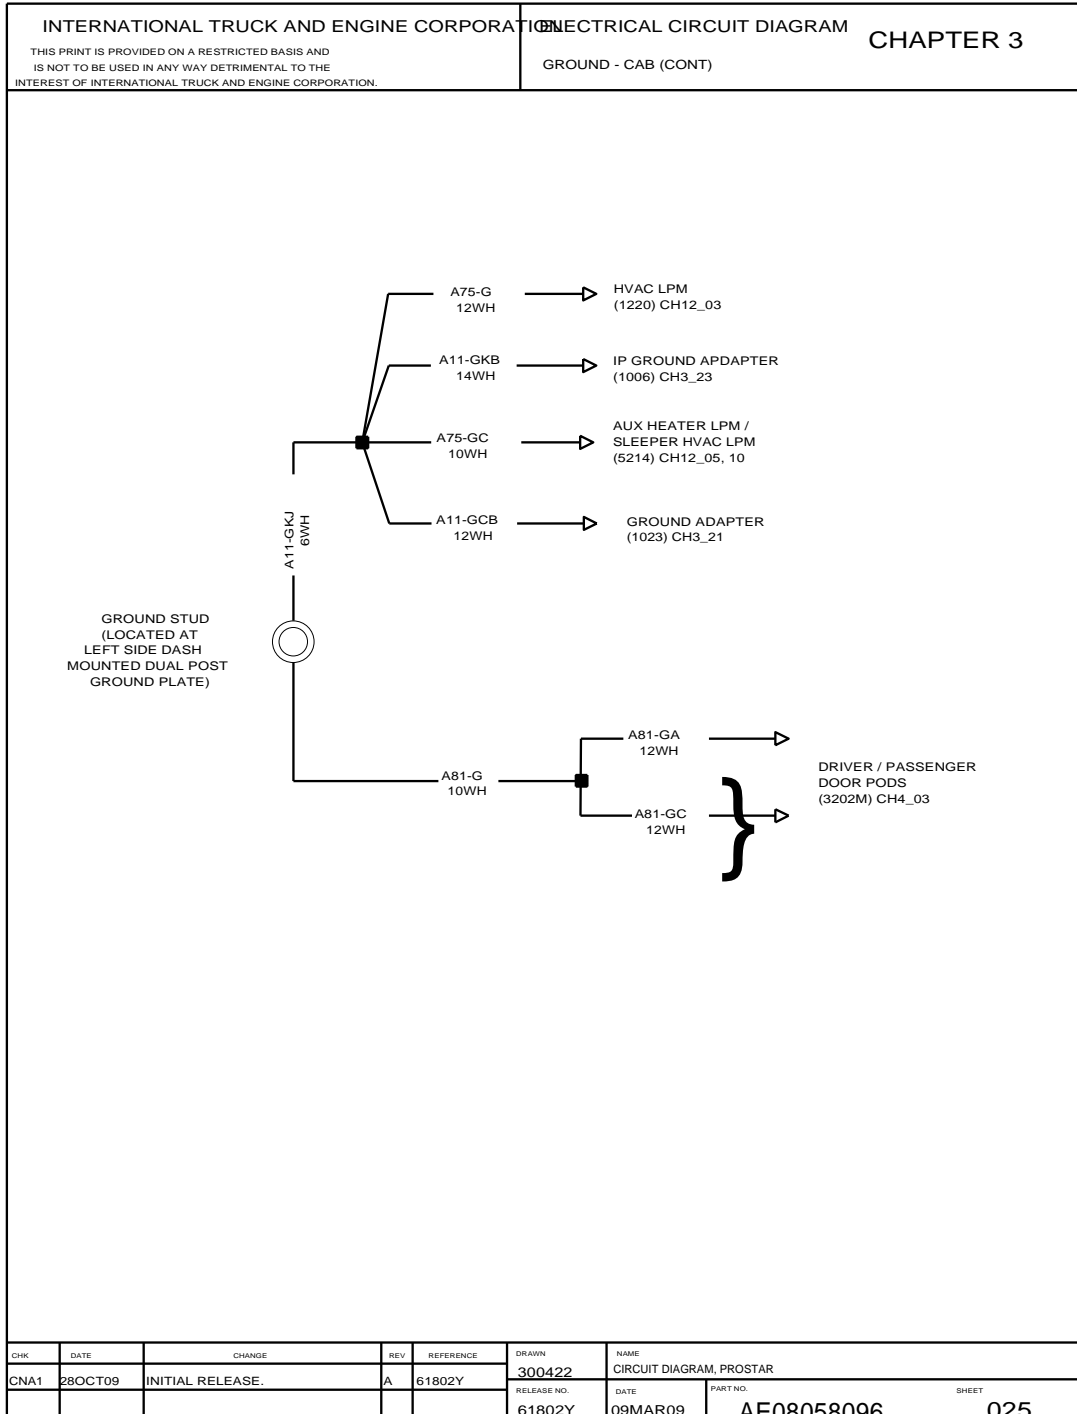 INTERNATIONAL TRUCK AND ENGINE CORPORATION
THIS PRINT IS PROVIDED ON A RESTRICTED BASIS AND
IS NOT TO BE USED IN ANY WAY DETRIMENTAL TO THE
INTEREST OF INTERNATIONAL TRUCK AND ENGINE CORPORATION.
ELECTRICAL CIRCUIT DIAGRAM
GROUND - CAB (CONT)
CHAPTER 3
A75-G
12WH
HVAC LPM
(1220) CH12_03
A11-GKB
14WH
IP GROUND APDAPTER
(1006) CH3_23
A75-GC
10WH
AUX HEATER LPM /
SLEEPER HVAC LPM
(5214) CH12_05, 10
A11-GCB
12WH
GROUND ADAPTER
(1023) CH3_21
A11-GKJ
6WH
GROUND STUD
(LOCATED AT
LEFT SIDE DASH
MOUNTED DUAL POST
GROUND PLATE)
A81-G
10WH
A81-GA
12WH
A81-GC
12WH
}
DRIVER / PASSENGER
DOOR PODS
(3202M) CH4_03
CHK DATE CHANGE REV REFERENCE
CNA1 28OCT09 INITIAL RELEASE. A 61802Y
DRAWN
300422
NAME
CIRCUIT DIAGRAM, PROSTAR
RELEASE NO.
61802Y
DATE
09MAR09
PART NO.
AE08058096
SHEET
025